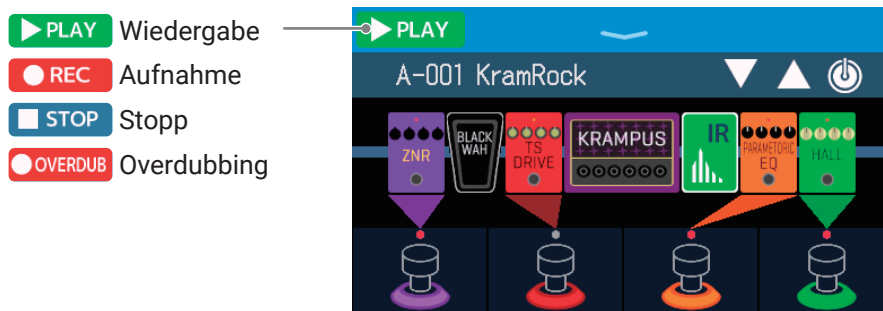 PLAY Wiedergabe
REC Aufnahme
STOP Stopp
OVERDUB Overdubbing
PLAY
A-001 KramRock
ZNR
BLACK
WAH
TS
DRIVE
KRAMPUS
IR
PARAMETORIC
EQ
HALL